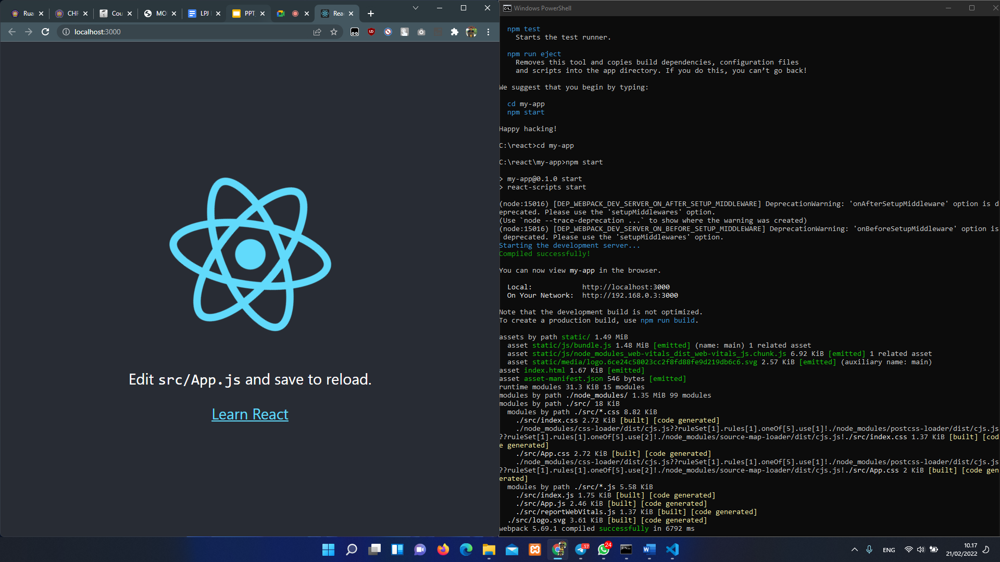 Rua
CHR
Cou
MO
LPJ
PPT
Rea
localhost:3000
Edit src/App.js and save to reload.
Learn React
Windows PowerShell
npm test
Starts the test runner.
npm run eject
Removes this tool and copies build dependencies, configuration files
and scripts into the app directory. If you do this, you can’t go back!
We suggest that you begin by typing:
cd my-app
npm start
Happy hacking!
C:\react>cd my-app
C:\react\my-app>npm start
> my-app@0.1.0 start
> react-scripts start
(node:15016) [DEP_WEBPACK_DEV_SERVER_ON_AFTER_SETUP_MIDDLEWARE] DeprecationWarning: 'onAfterSetupMiddleware' option is d
eprecated. Please use the 'setupMiddlewares' option.
(Use `node --trace-deprecation ...` to show where the warning was created)
(node:15016) [DEP_WEBPACK_DEV_SERVER_ON_BEFORE_SETUP_MIDDLEWARE] DeprecationWarning: 'onBeforeSetupMiddleware' option is
deprecated. Please use the 'setupMiddlewares' option.
Starting the development server...
Compiled successfully!
You can now view my-app in the browser.
Local: http://localhost:3000
On Your Network: http://192.168.0.3:3000
Note that the development build is not optimized.
To create a production build, use npm run build.
assets by path static/ 1.49 MiB
asset static/js/bundle.js 1.48 MiB [emitted] (name: main) 1 related asset
asset static/js/node_modules_web-vitals_dist_web-vitals_js.chunk.js 6.92 KiB [emitted] 1 related asset
asset static/media/logo.6ce24c58023cc2f8fd88fe9d219db6c6.svg 2.57 KiB [emitted] (auxiliary name: main)
asset index.html 1.67 KiB [emitted]
asset asset-manifest.json 546 bytes [emitted]
runtime modules 31.3 KiB 15 modules
modules by path ./node_modules/ 1.35 MiB 99 modules
modules by path ./src/ 18 KiB
modules by path ./src/*.css 8.82 KiB
./src/index.css 2.72 KiB [built] [code generated]
./node_modules/css-loader/dist/cjs.js??ruleSet[1].rules[1].oneOf[5].use[1]!./node_modules/postcss-loader/dist/cjs.js
??ruleSet[1].rules[1].oneOf[5].use[2]!./node_modules/source-map-loader/dist/cjs.js!./src/index.css 1.37 KiB [built] [cod
e generated]
./src/App.css 2.72 KiB [built] [code generated]
./node_modules/css-loader/dist/cjs.js??ruleSet[1].rules[1].oneOf[5].use[1]!./node_modules/postcss-loader/dist/cjs.js
??ruleSet[1].rules[1].oneOf[5].use[2]!./node_modules/source-map-loader/dist/cjs.js!./src/App.css 2 KiB [built] [code gen
erated]
modules by path ./src/*.js 5.58 KiB
./src/index.js 1.75 KiB [built] [code generated]
./src/App.js 2.46 KiB [built] [code generated]
./src/reportWebVitals.js 1.37 KiB [built] [code generated]
./src/logo.svg 3.61 KiB [built] [code generated]
webpack 5.69.1 compiled successfully in 6792 ms
24
ENG
10.17
21/02/2022